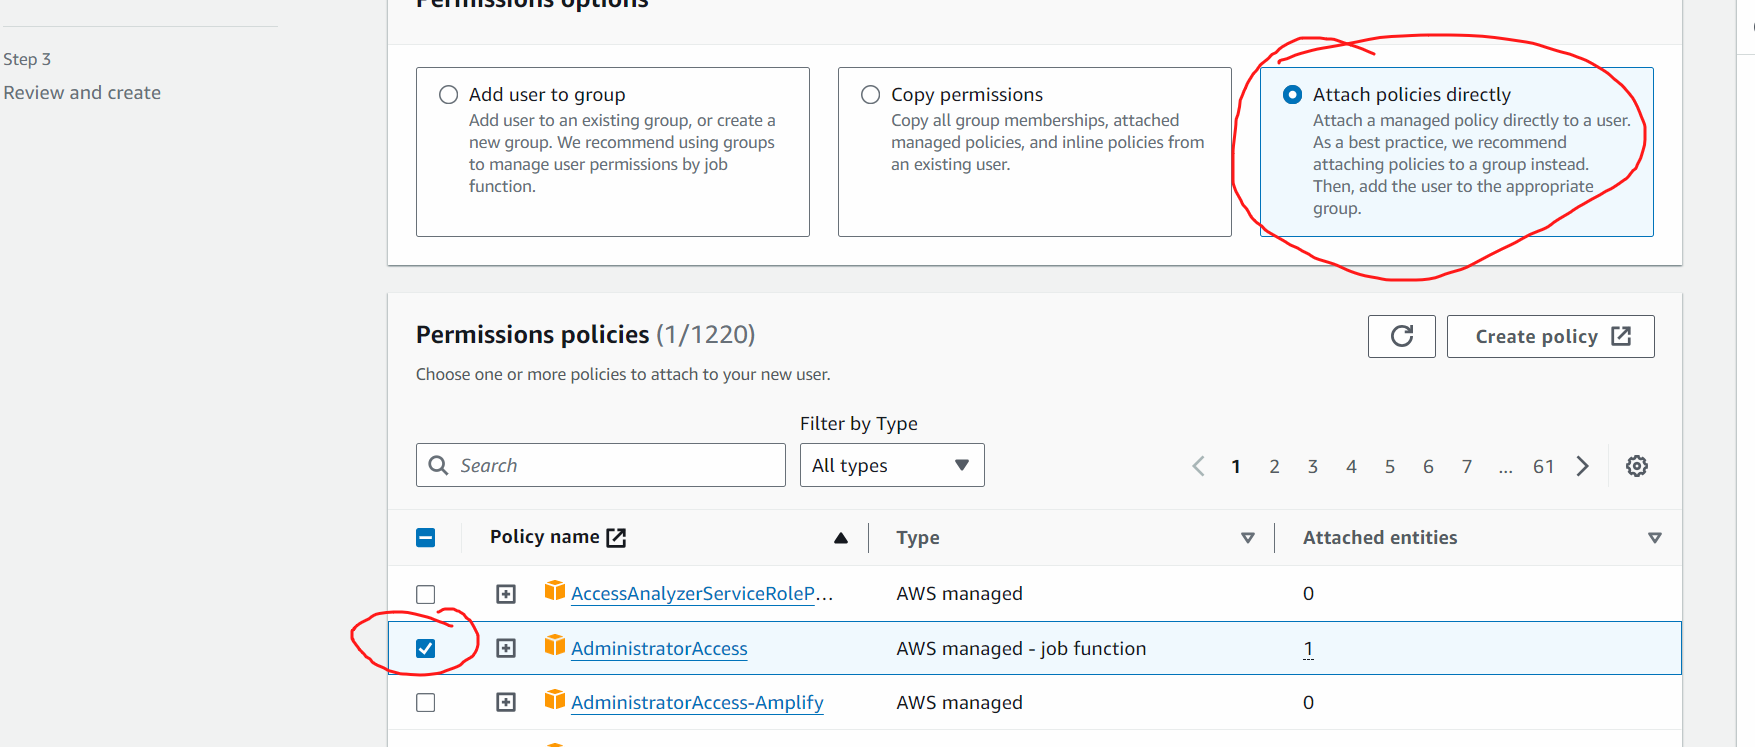 Permissions options
Step 3
Review and create
Add user to group
Add user to an existing group, or create a
new group. We recommend using groups
to manage user permissions by job
function.
Copy permissions
Copy all group memberships, attached
managed policies, and inline policies from
an existing user.
Attach policies directly
Attach a managed policy directly to a user.
As a best practice, we recommend
attaching policies to a group instead.
Then, add the user to the appropriate
group.
Permissions policies (1/1220)
Create policy
Choose one or more policies to attach to your new user.
Filter by Type
Search
All types
1 2 3 4 5 6 7 ... 61
Policy name Type Attached entities
AccessAnalyzerServiceRoleP... AWS managed 0
AdministratorAccess AWS managed - job function 1
AdministratorAccess-Amplify AWS managed 0